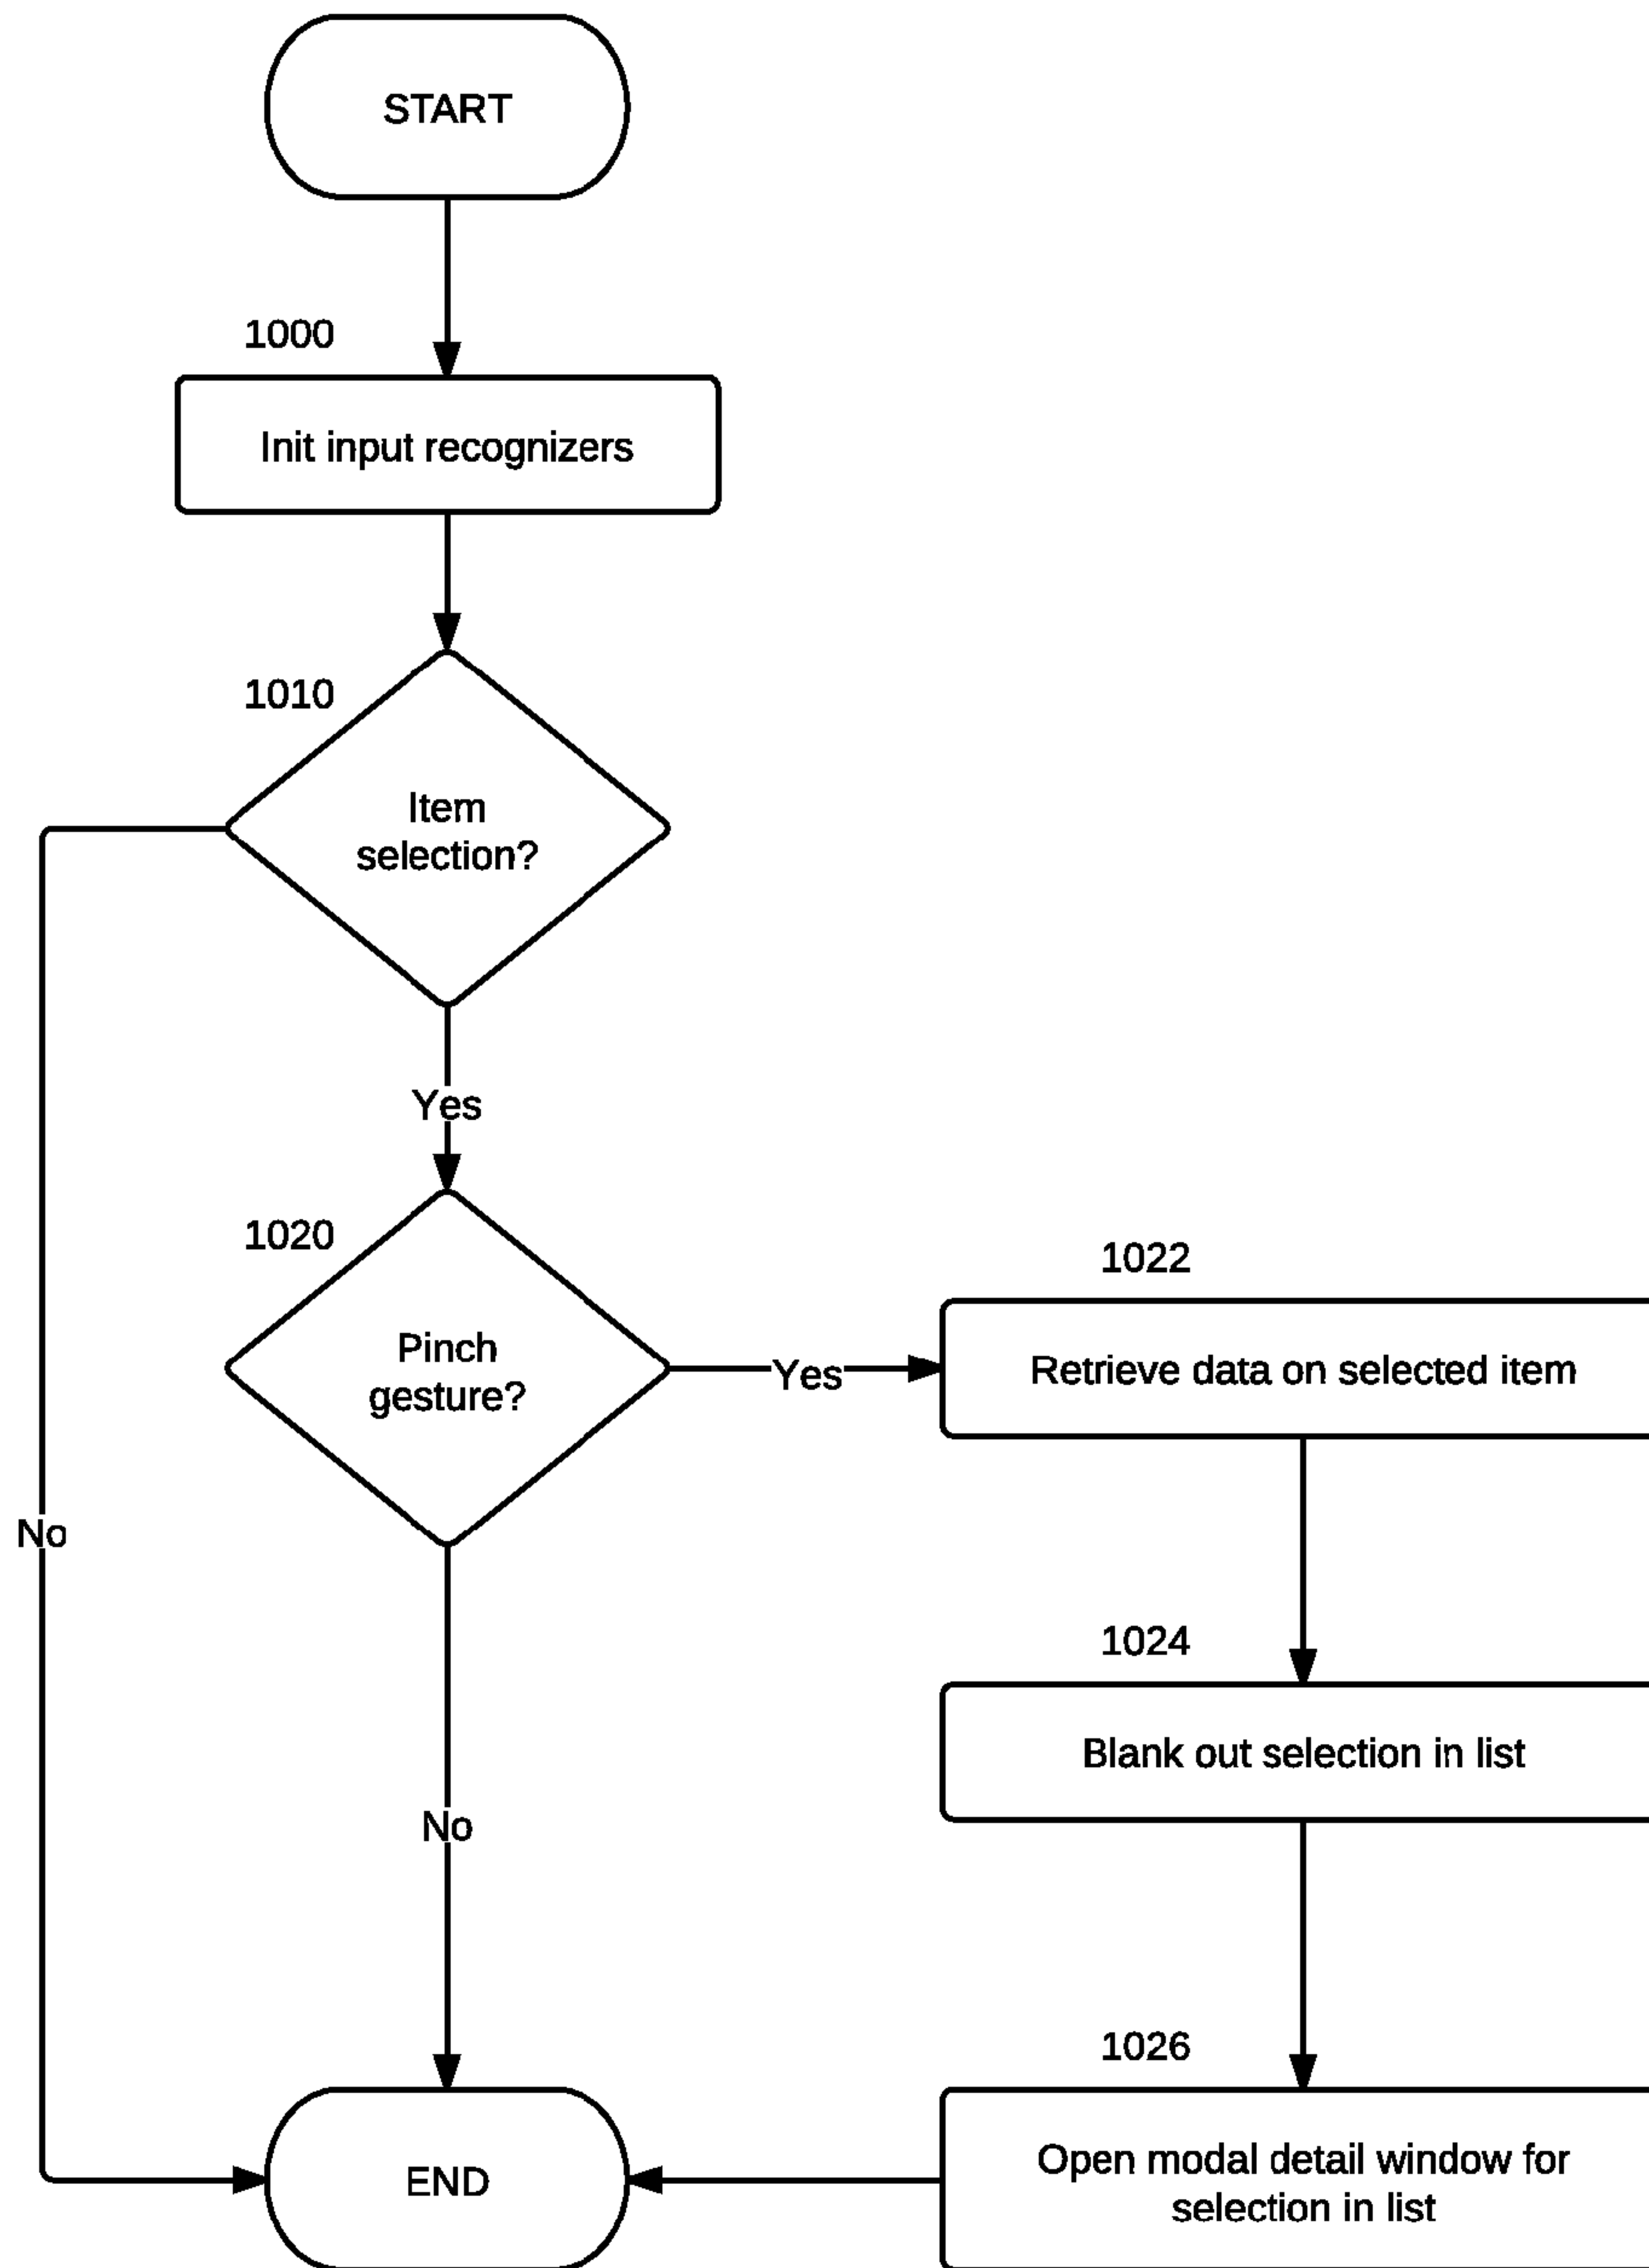 START
1000
Init input recognizers
1010
Item
selection?
Yes
1020
Pinch
gesture?
Yes
1022
Retrieve data on selected item
No
1024
Blank out selection in list
No
1026
Open modal detail window for
selection in list
END